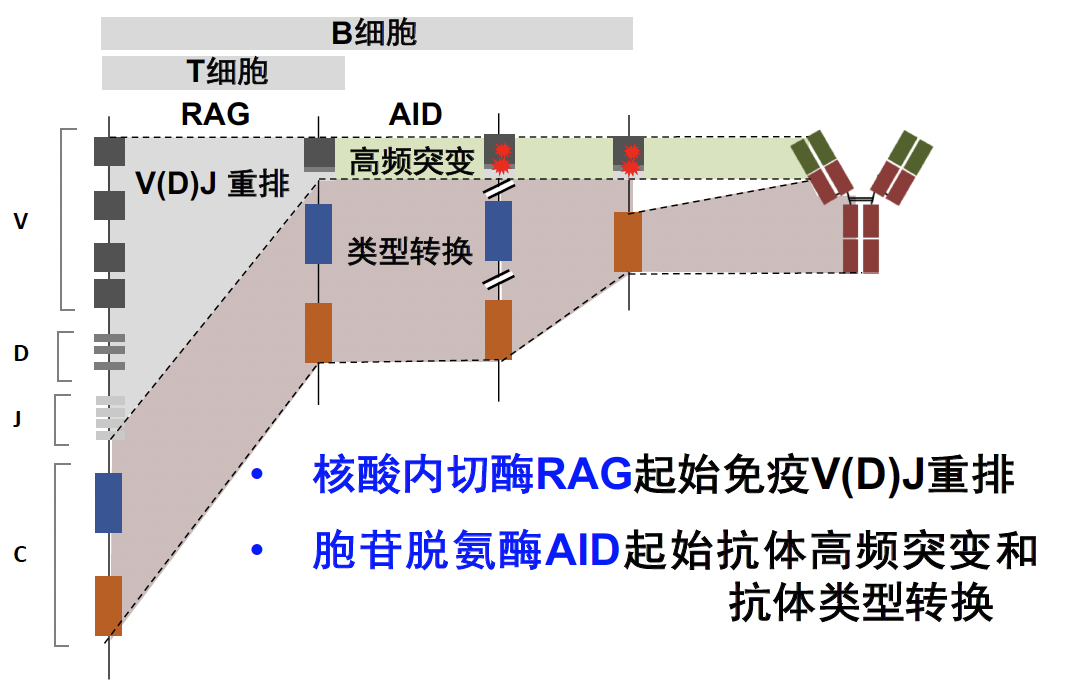 B细胞
T细胞
RAG
AID
V(D)J 重排
高频突变
类型转换
V
D
J
C
• 核酸内切酶RAG起始免疫V(D)J重排
• 胞苷脱氨酶AID起始抗体高频突变和
抗体类型转换